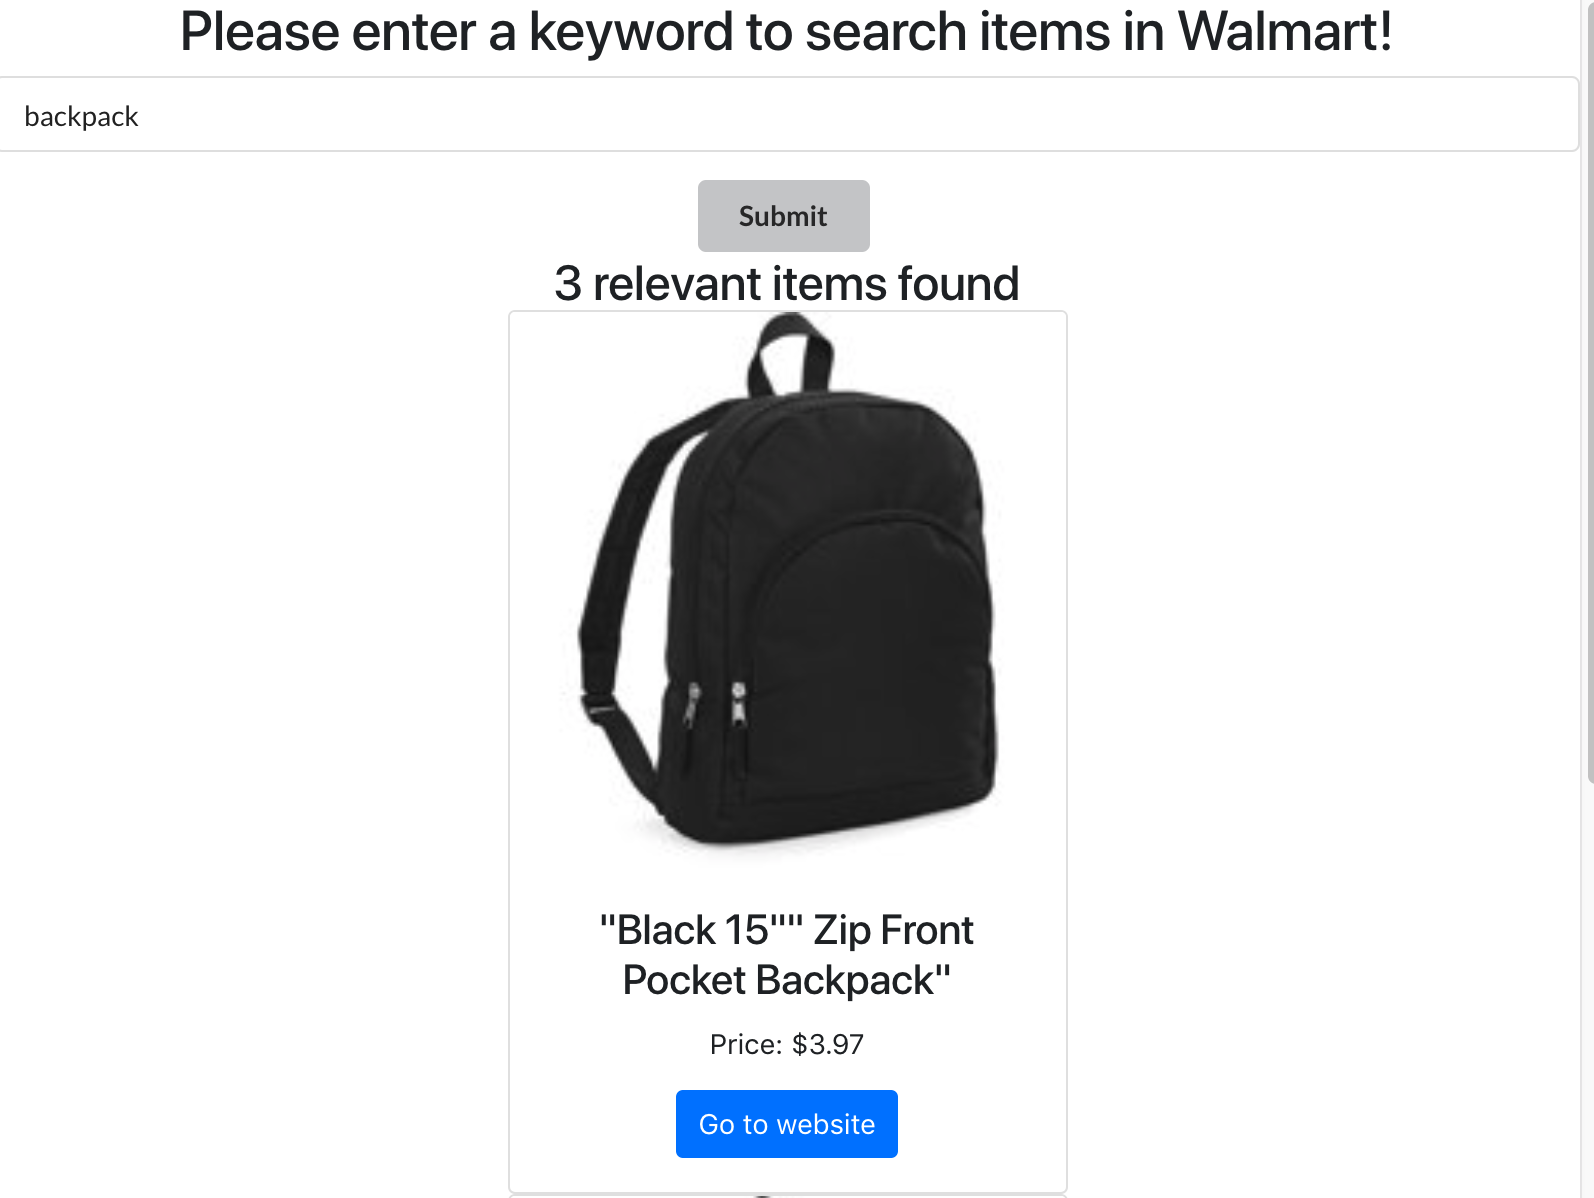 Please enter a keyword to search items in Walmart!
backpack
Submit
3 relevant items found
"Black 15"" Zip Front
Pocket Backpack"
Price: $3.97
Go to website